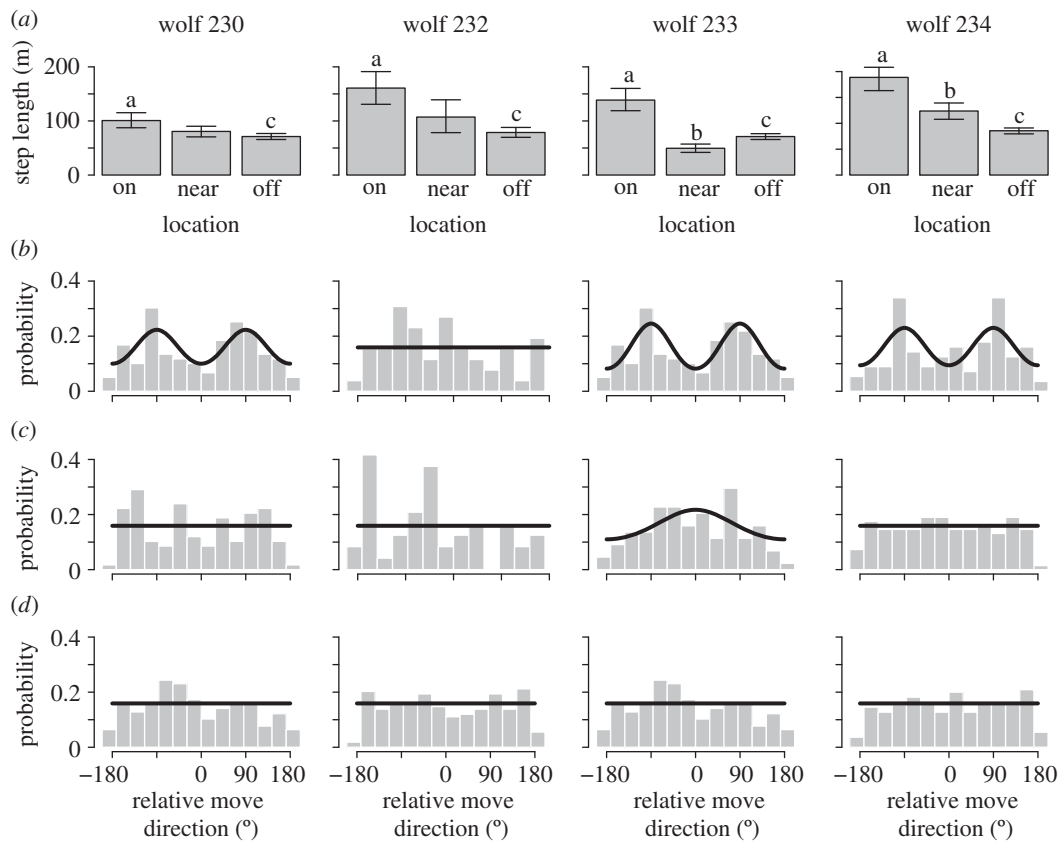 (a)
wolf 230 wolf 232 wolf 233 wolf 234
step length (m)
200
100
0
a c
a c
a b c
a b c
on near off on near off on near off on near off
location location location location
(b)
probability
0.4
0.2
0
(c)
probability
0.4
0.2
0
(d)
probability
0.4
0.2
0
−180 0 90 180 −180 0 90 180 −180 0 90 180 −180 0 90 180
relative move relative move relative move relative move
direction (º) direction (º) direction (º) direction (º)